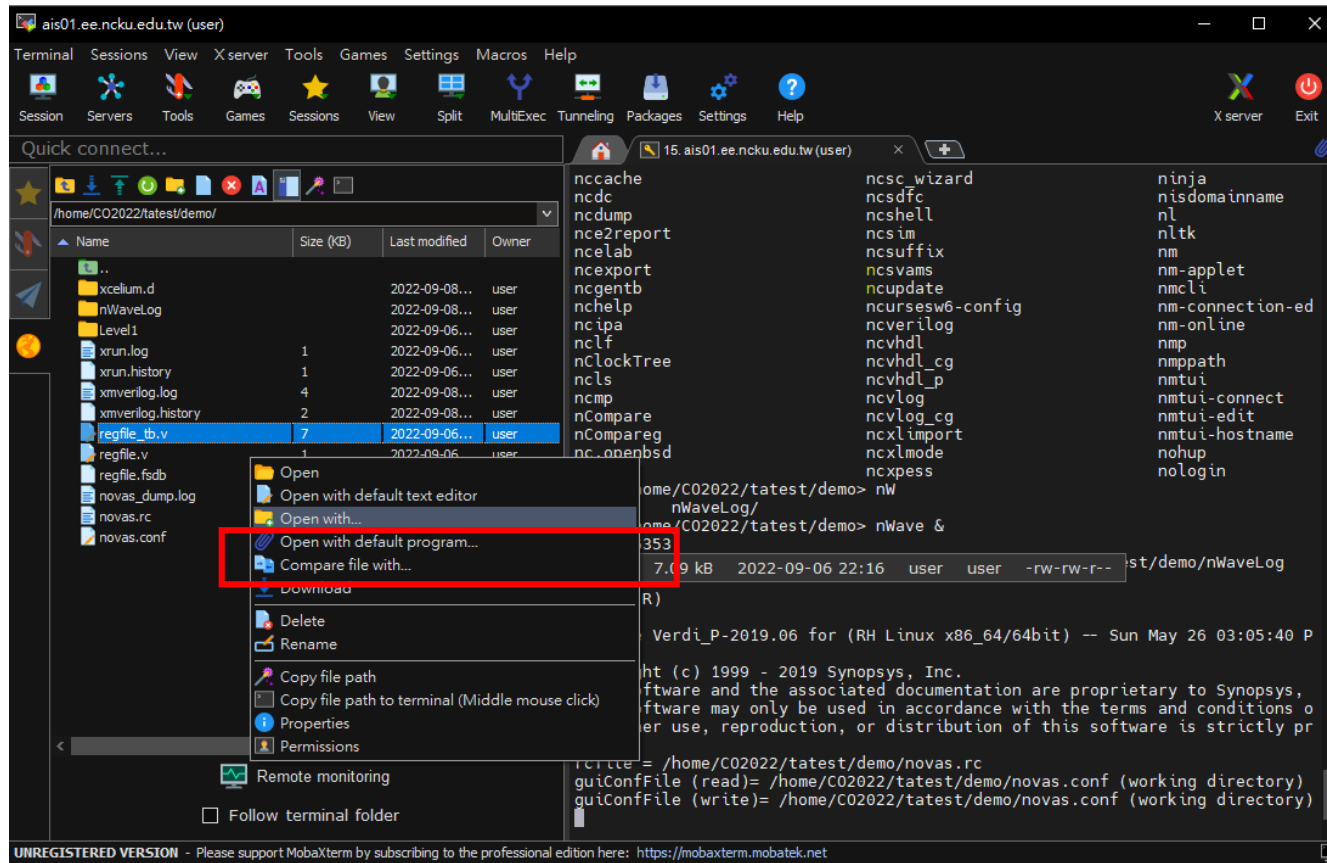 ais01.ee.ncku.edu.tw (user)
Terminal Sessions View X server Tools Games Settings Macros Help
Session Servers Tools Games Sessions View Split MultiExec Tunneling Packages Settings Help X server Exit
Quick connect...
15. ais01.ee.ncku.edu.tw (user)
/home/CO2022/tatest/demo/
Name Size (KB) Last modified Owner
..
xcelium.d 2022-09-08... user
nWaveLog 2022-09-08... user
Level1 2022-09-06... user
xrun.log 1 2022-09-06... user
xrun.history 1 2022-09-06... user
xmverilog.log 4 2022-09-08... user
xmverilog.history 2 2022-09-08... user
regfile_tb.v 7 2022-09-06... user
regfile.v 1 2022-09-06... user
regfile.fsdb
novas_dump.log
novas.rc
novas.conf
Open
Open with default text editor
Open with...
Open with default program...
Compare file with...
Download
Delete
Rename
Copy file path
Copy file path to terminal (Middle mouse click)
Properties
Permissions
Remote monitoring
Follow terminal folder
nccache ncsc_wizard ninja
ncdc ncsdfc nisdomainname
ncdump ncshell nl
nce2report ncsim nltk
ncelab ncsuffix nm
ncexport ncsvams nm-applet
ncgentb ncupdate nmcli
nchelp ncursesw6-config nm-connection-ed
ncipa ncverilog nm-online
nclf ncvhdl nmp
nClockTree ncvhdl_cg nmppath
ncls ncvhdl_p nmtui
ncmp ncvlog nmtui-connect
nCompare ncvlog_cg nmtui-edit
nCompareg ncxlimport nmtui-hostname
nc.openbsd ncxlmode nohup
ncxpess nologin
ome/CO2022/tatest/demo> nW
nWaveLog/
ome/CO2022/tatest/demo> nWave &
353
7.09 kB 2022-09-06 22:16 user user -rw-rw-r--
st/demo/nWaveLog
R)
Verdi_P-2019.06 for (RH Linux x86_64/64bit) -- Sun May 26 03:05:40 P
ht (c) 1999 - 2019 Synopsys, Inc.
ftware and the associated documentation are proprietary to Synopsys,
ftware may only be used in accordance with the terms and conditions o
er use, reproduction, or distribution of this software is strictly pr
rcfile = /home/CO2022/tatest/demo/novas.rc
guiConfFile (read)= /home/CO2022/tatest/demo/novas.conf (working directory)
guiConfFile (write)= /home/CO2022/tatest/demo/novas.conf (working directory)
UNREGISTERED VERSION - Please support MobaXterm by subscribing to the professional edition here: https://mobaxterm.mobatek.net